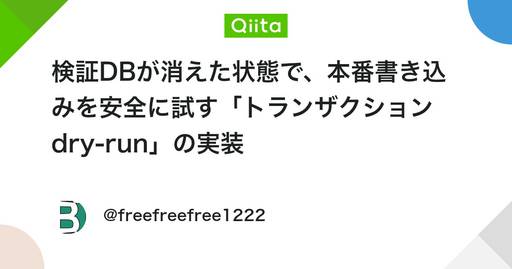 Qiita
検証DBが消えた状態で、本番書き込
みを安全に試す「トランザクション
dry-run」の実装
@freefreefree1222